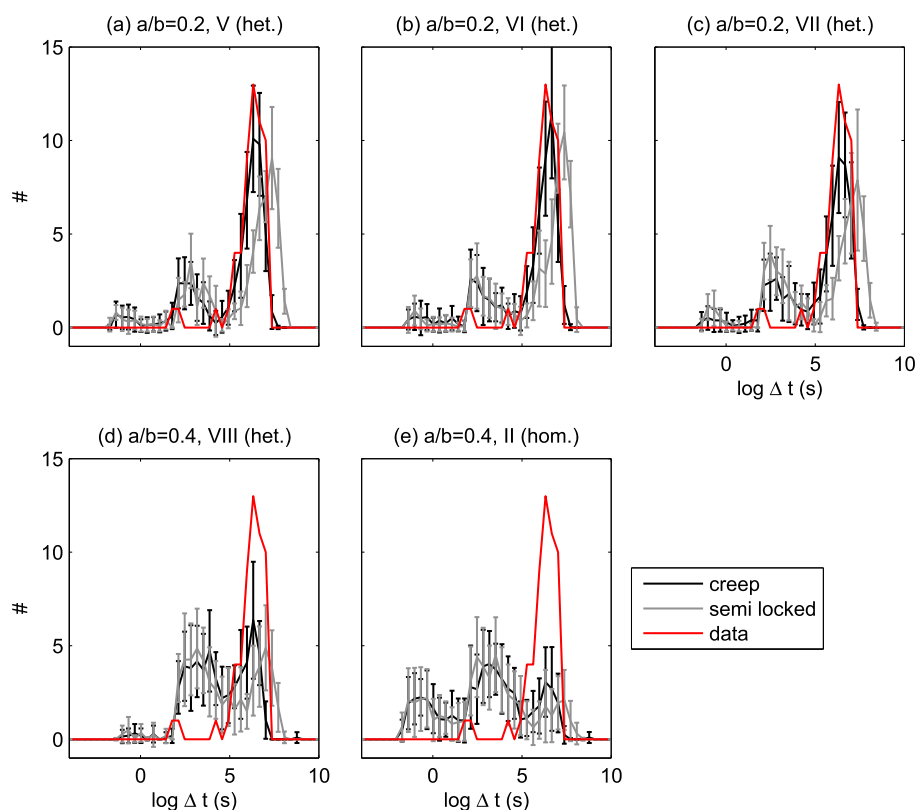 (a) a/b=0.2, V (het.)
(b) a/b=0.2, VI (het.)
(c) a/b=0.2, VII (het.)
15
10
5
0
#
0
5
10
log Δ t (s)
(d) a/b=0.4, VIII (het.)
(e) a/b=0.4, II (hom.)
15
10
5
0
#
0
5
10
log Δ t (s)
0
5
10
log Δ t (s)
creep
semi locked
data